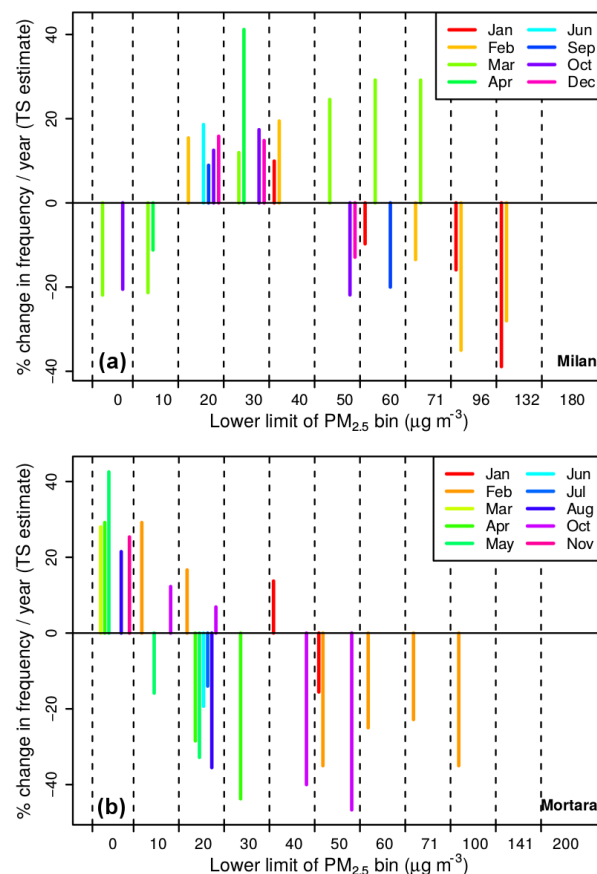 % change in frequency / year (TS estimate)
40
20
0
−20
−40
Jan
Feb
Mar
Apr
Jun
Sep
Oct
Dec
(a)
Milan
0 10 20 30 40 50 60 71 96 132 180
Lower limit of PM2.5 bin (μg m-3)
% change in frequency / year (TS estimate)
40
20
0
−20
−40
Jan
Feb
Mar
Apr
May
Jun
Jul
Aug
Oct
Nov
(b)
Mortara
0 10 20 30 40 50 60 71 100 141 200
Lower limit of PM2.5 bin (μg m-3)